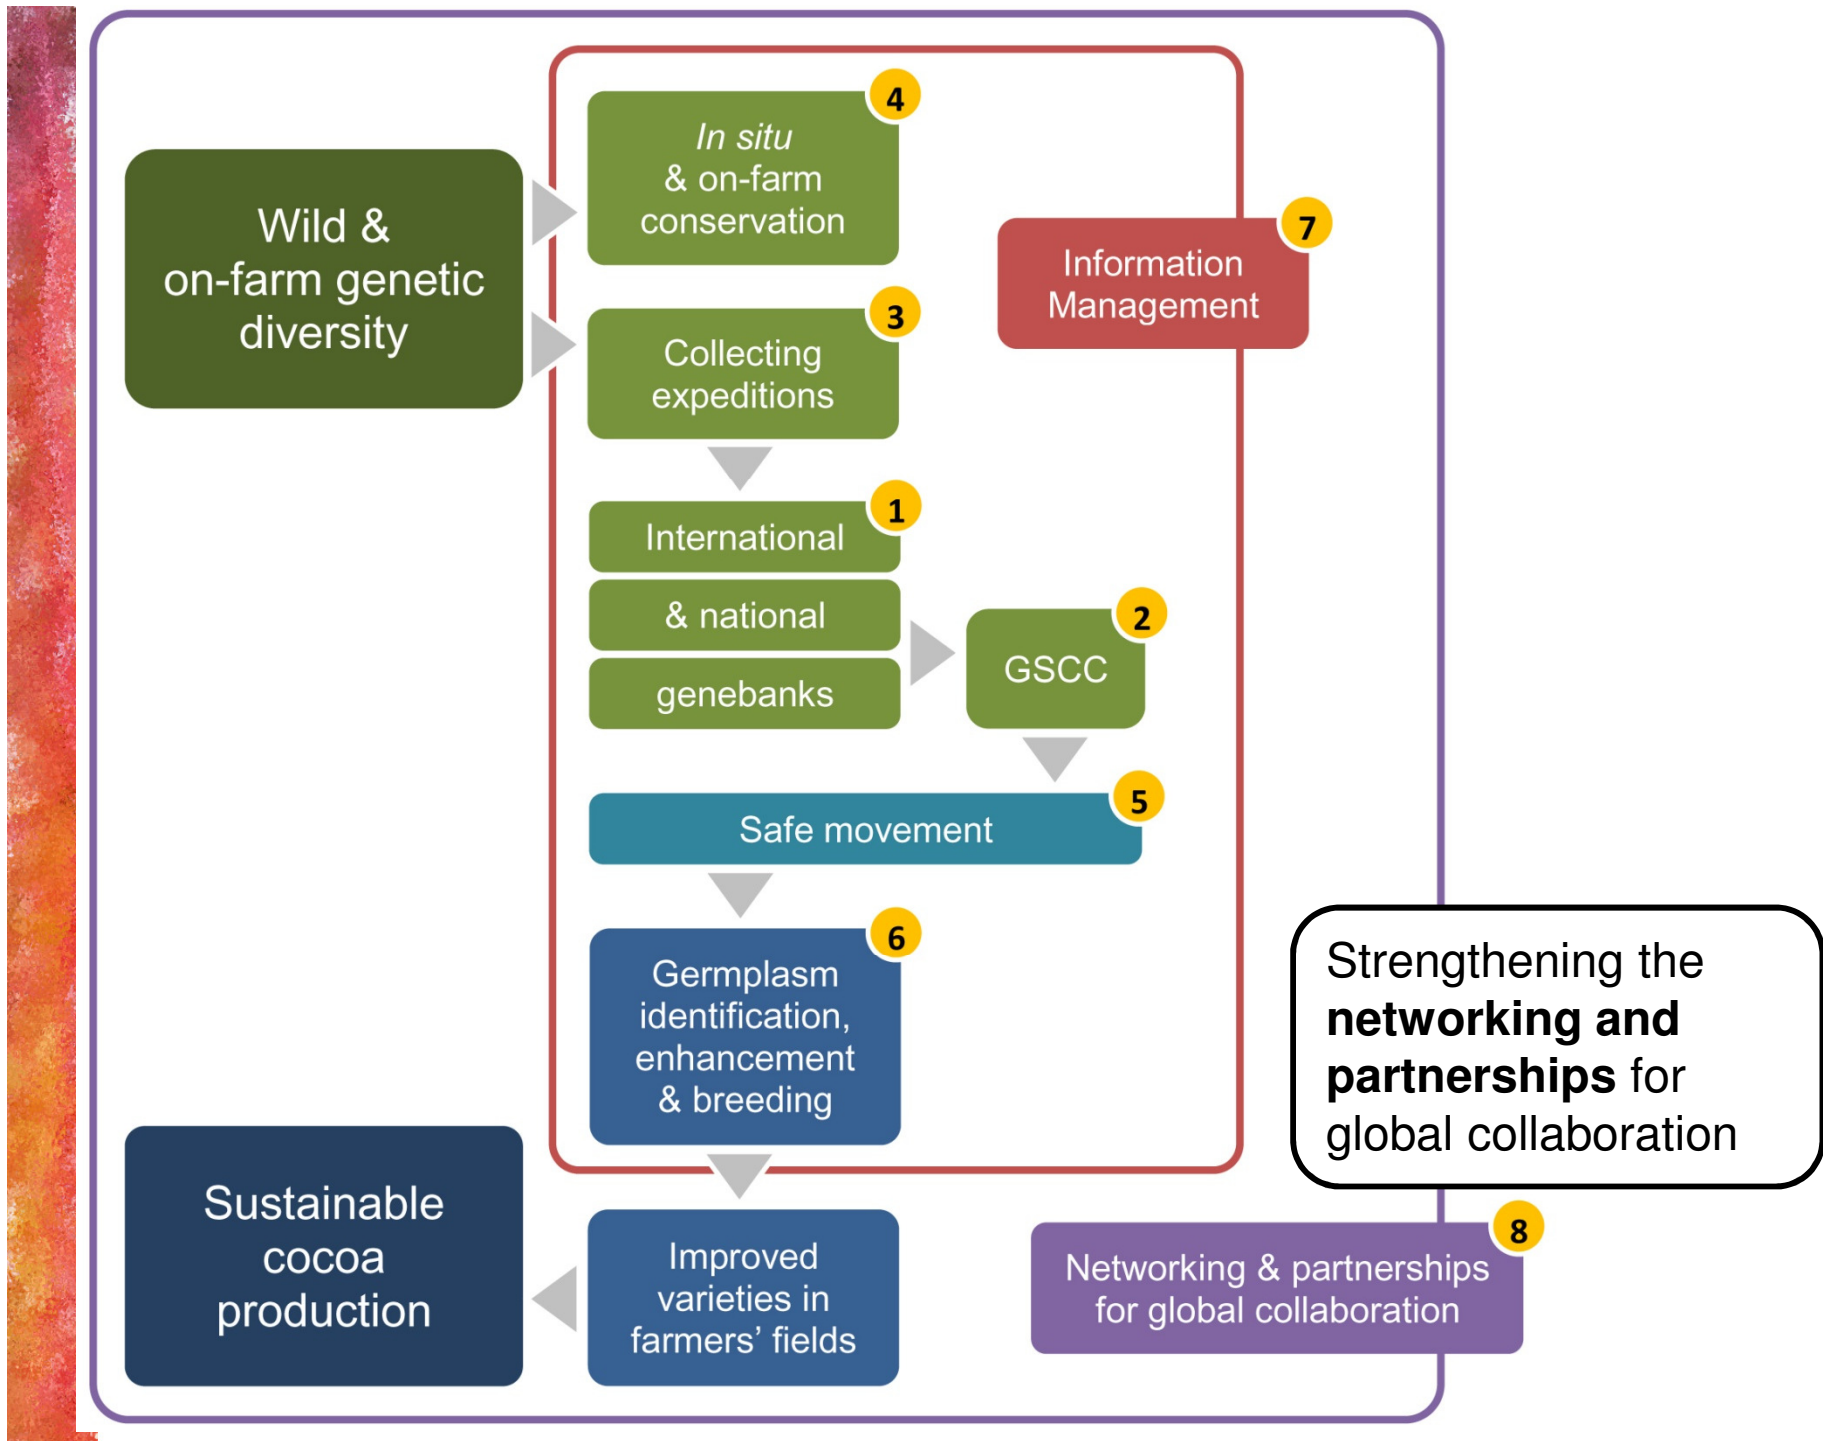 4
In situ
& on-farm
conservation
Wild &
on-farm genetic
diversity
7
Information
Management
3
Collecting
expeditions
1
International
& national
genebanks
2
GSCC
5
Safe movement
6
Germplasm
identification,
enhancement
& breeding
Strengthening the
networking and
partnerships for
global collaboration
Sustainable
cocoa
production
Improved
varieties in
farmers’ fields
8
Networking & partnerships
for global collaboration